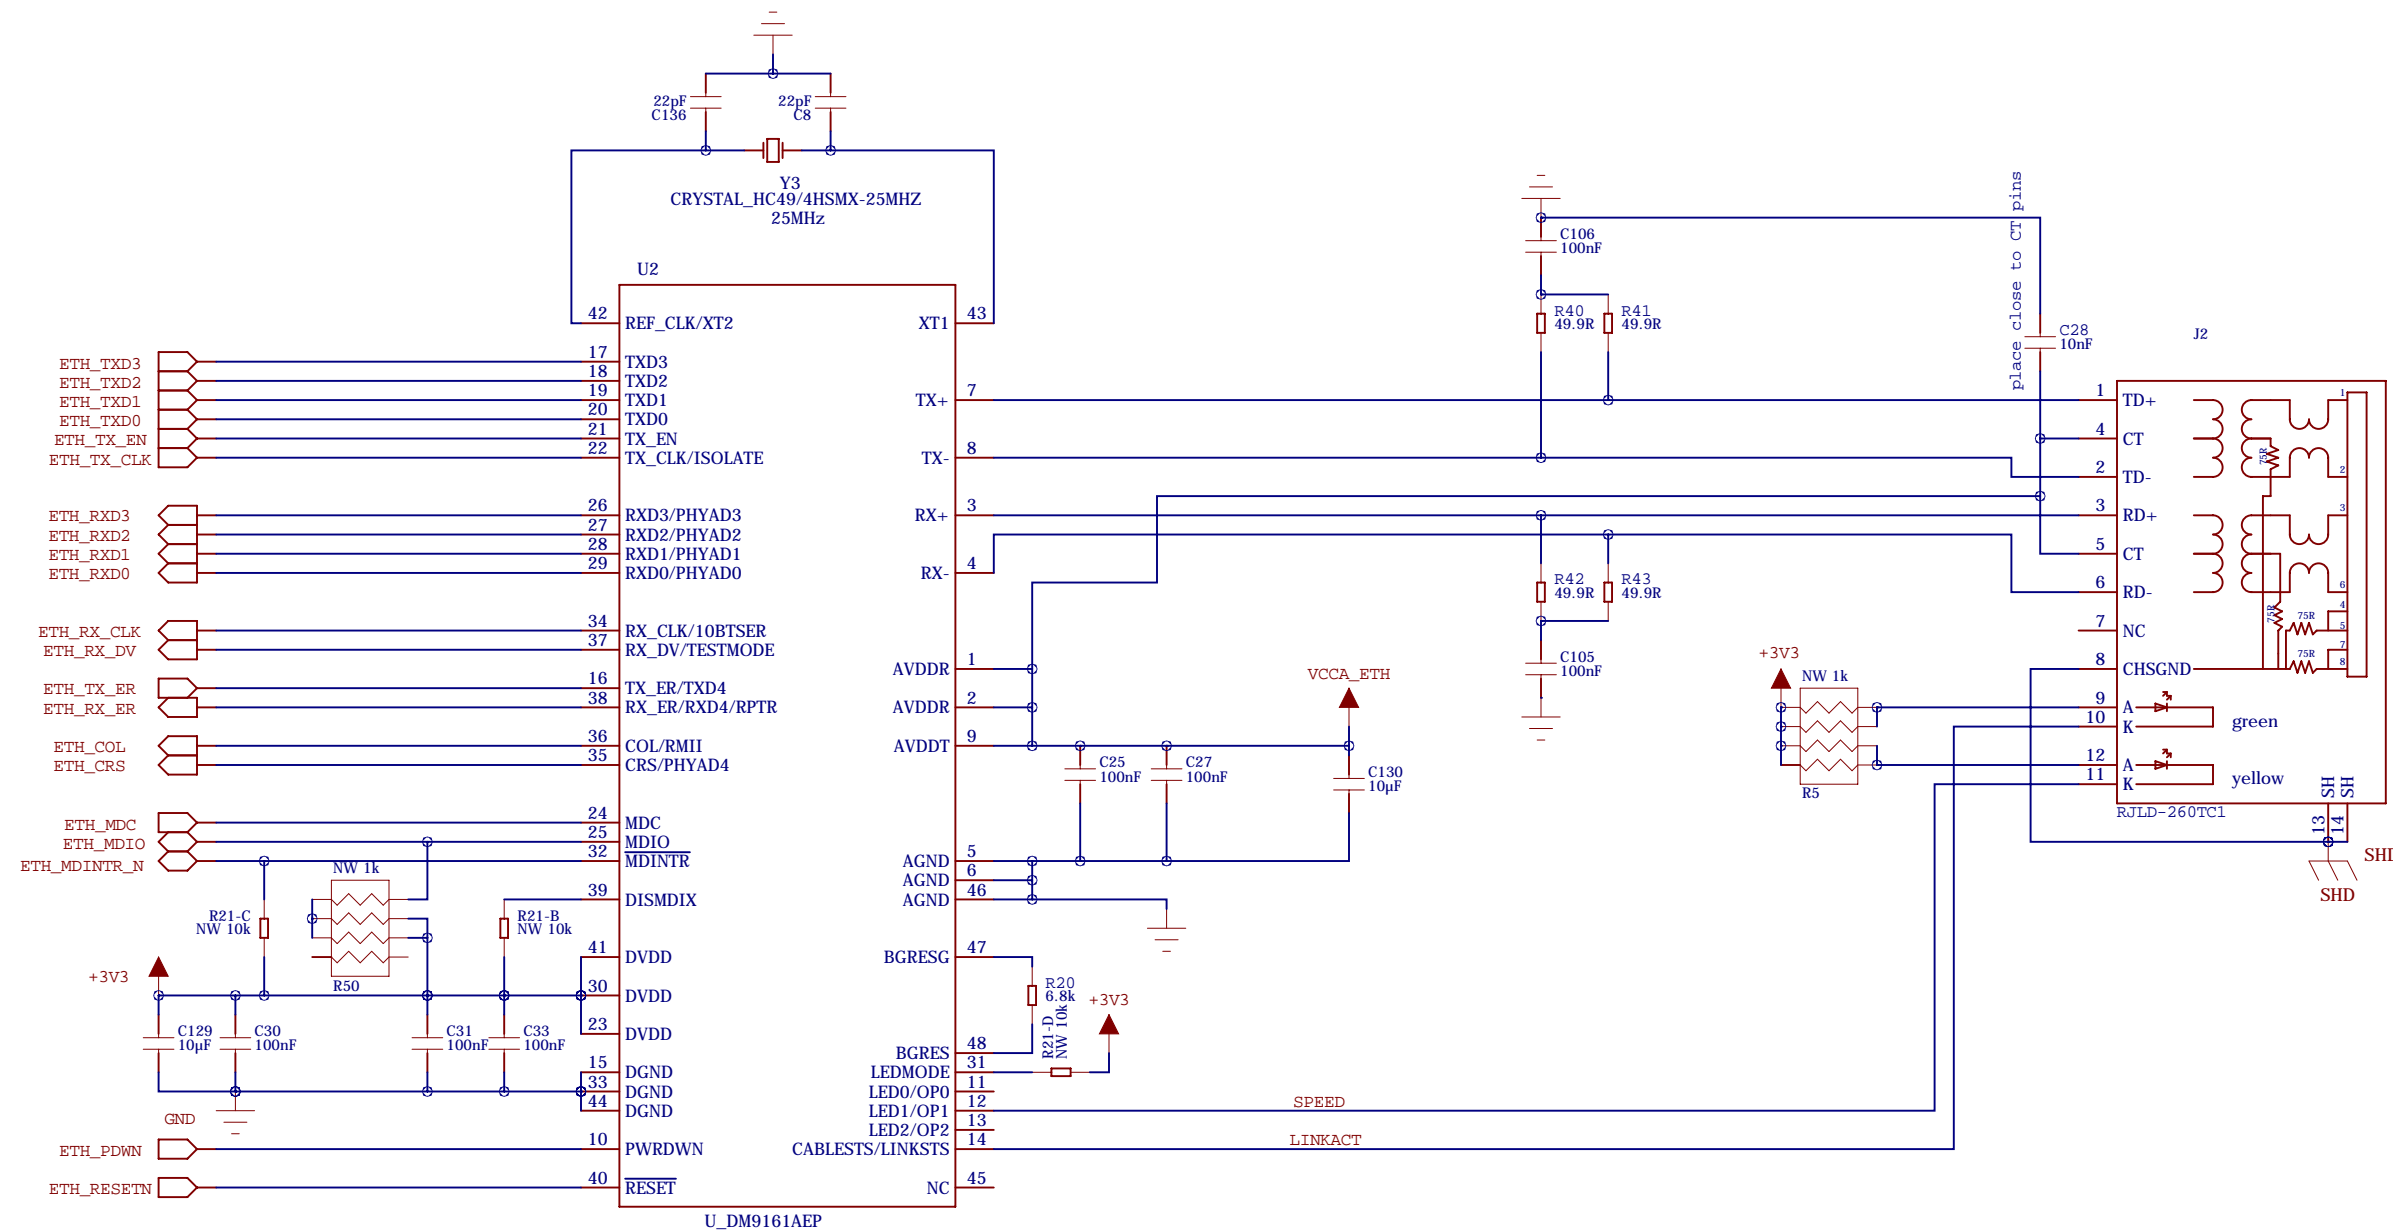 22pF
C136
22pF
C8
Y3
CRYSTAL_HC49/4HSMX-25MHZ
25MHz
U2
42
REF_CLK/XT2
XT1
43
ETH_TXD3
17
TXD3
ETH_TXD2
18
TXD2
ETH_TXD1
19
TXD1
ETH_TXD0
20
TXD0
ETH_TX_EN
21
TX_EN
ETH_TX_CLK
22
TX_CLK/ISOLATE
ETH_RXD3
26
RXD3/PHYAD3
ETH_RXD2
27
RXD2/PHYAD2
ETH_RXD1
28
RXD1/PHYAD1
ETH_RXD0
29
RXD0/PHYAD0
ETH_RX_CLK
34
RX_CLK/10BTSER
ETH_RX_DV
37
RX_DV/TESTMODE
ETH_TX_ER
16
TX_ER/TXD4
ETH_RX_ER
38
RX_ER/RXD4/RPTR
ETH_COL
36
COL/RMII
ETH_CRS
35
CRS/PHYAD4
ETH_MDC
24
MDC
ETH_MDIO
25
MDIO
ETH_MDINTR_N
32
MDINTR
39
DISMDIX
NW 1k
R50
R21-C
NW 10k
R21-B
NW 10k
+3V3
41
DVDD
30
DVDD
23
DVDD
C129
10µF
C30
100nF
C31
100nF
C33
100nF
15
DGND
33
DGND
44
DGND
GND
ETH_PDWN
10
PWRDWN
ETH_RESETN
40
RESET
U_DM9161AEP
TX+
7
TX-
8
RX+
3
RX-
4
AVDDR
1
AVDDR
2
AVDDT
9
AGND
5
AGND
6
AGND
46
BGRESG
47
BGRES
48
LEDMODE
31
LED0/OP0
11
LED1/OP1
12
LED2/OP2
13
CABLESTS/LINKSTS
14
NC
45
C25
100nF
C27
100nF
C130
10µF
VCCA_ETH
R20
6.8k
R21-D
NW 10k
+3V3
SPEED
LINKACT
C106
100nF
R40
49.9R
R41
49.9R
R42
49.9R
R43
49.9R
C105
100nF
place close to CT pins
C28
10nF
J2
1
TD+
4
CT
2
TD-
3
RD+
5
CT
6
RD-
7
NC
8
CHSGND
9
A
10
K
green
12
A
11
K
yellow
75R
75R
75R
75R
1
2
3
6
4
5
7
8
+3V3
NW 1k
R5
RJLD-260TC1
SH
SH
13
14
SHD